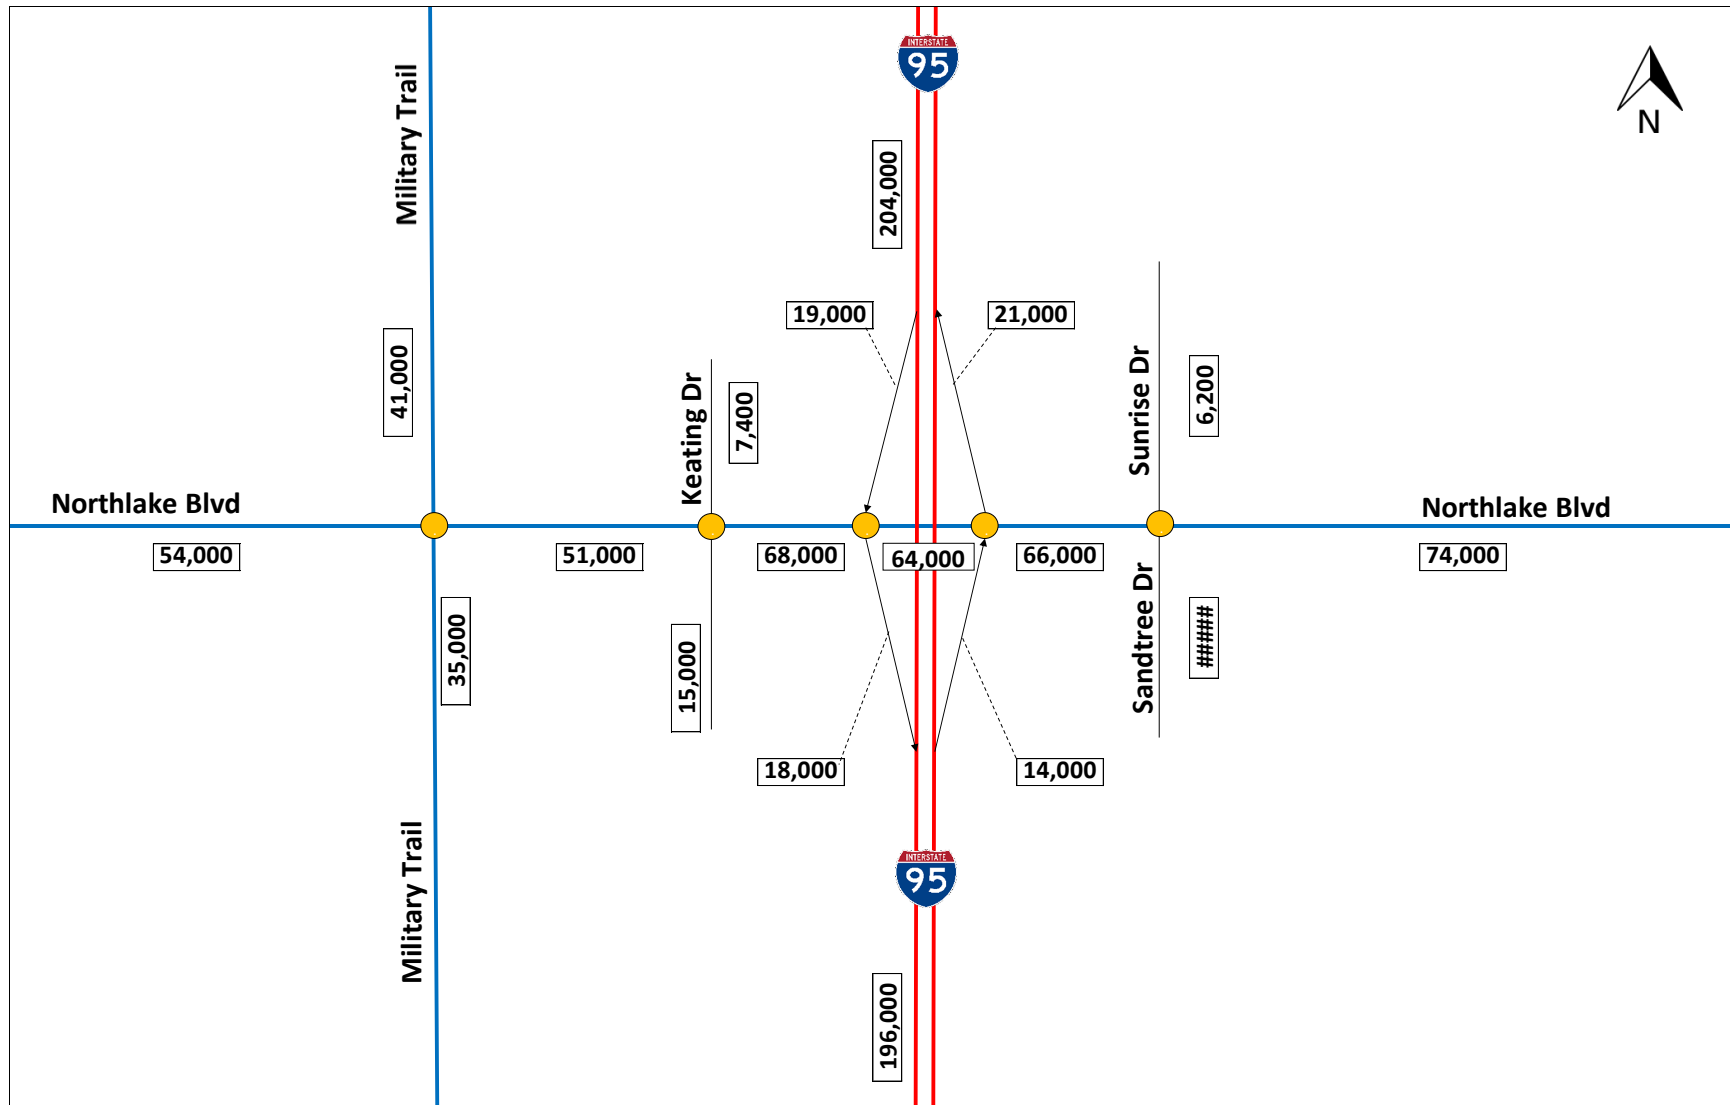 INTERSTATE
95
Military Trail
204,000
N
19,000
21,000
41,000
Keating Dr
7,400
Sunrise Dr
6,200
Northlake Blvd
Northlake Blvd
54,000
51,000
68,000
64,000
66,000
74,000
35,000
15,000
Sandtree Dr
#####
18,000
14,000
Military Trail
INTERSTATE
95
196,000